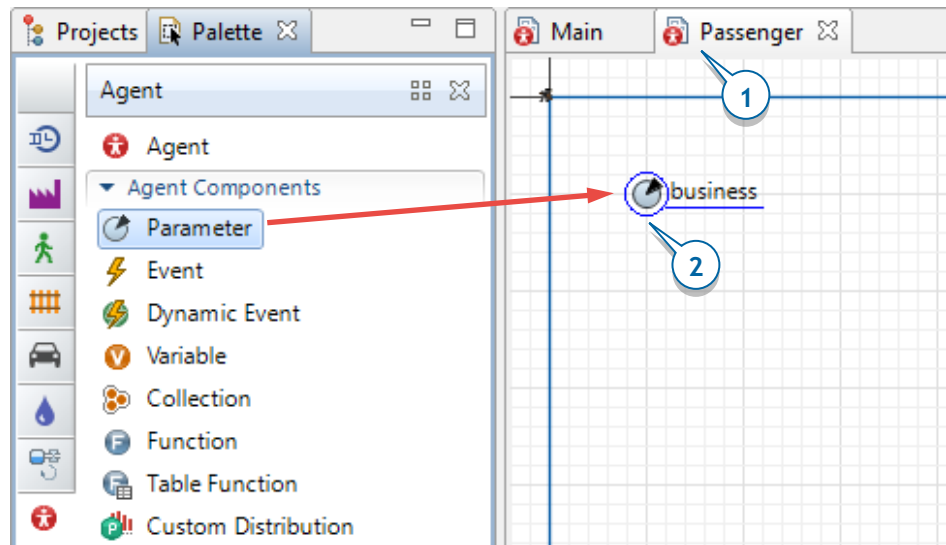 Projects Palette Main Passenger
1
Agent
Agent
Agent Components
business
Parameter
2
Event
Dynamic Event
Variable
Collection
Function
Table Function
Custom Distribution